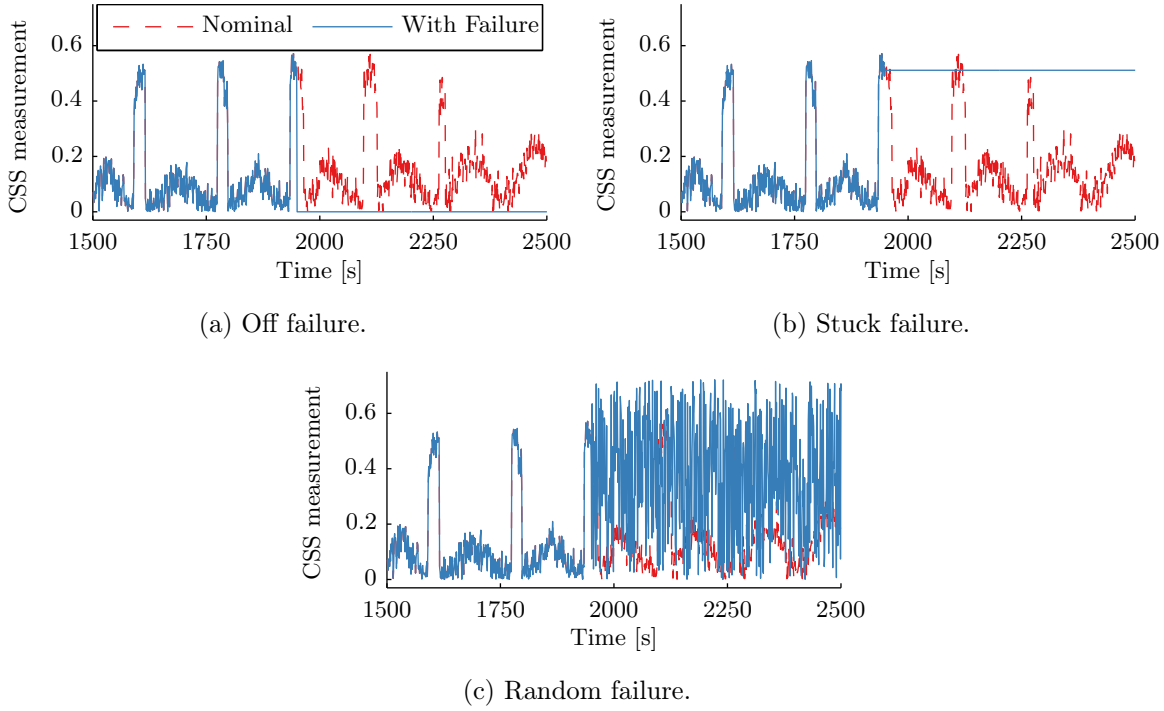 Nominal With Failure
CSS measurement
0.6
0.4
0.2
0
1500 1750 2000 2250 2500
Time [s]
(a) Off failure.
CSS measurement
0.6
0.4
0.2
0
1500 1750 2000 2250 2500
Time [s]
(b) Stuck failure.
CSS measurement
0.6
0.4
0.2
0
1500 1750 2000 2250 2500
Time [s]
(c) Random failure.